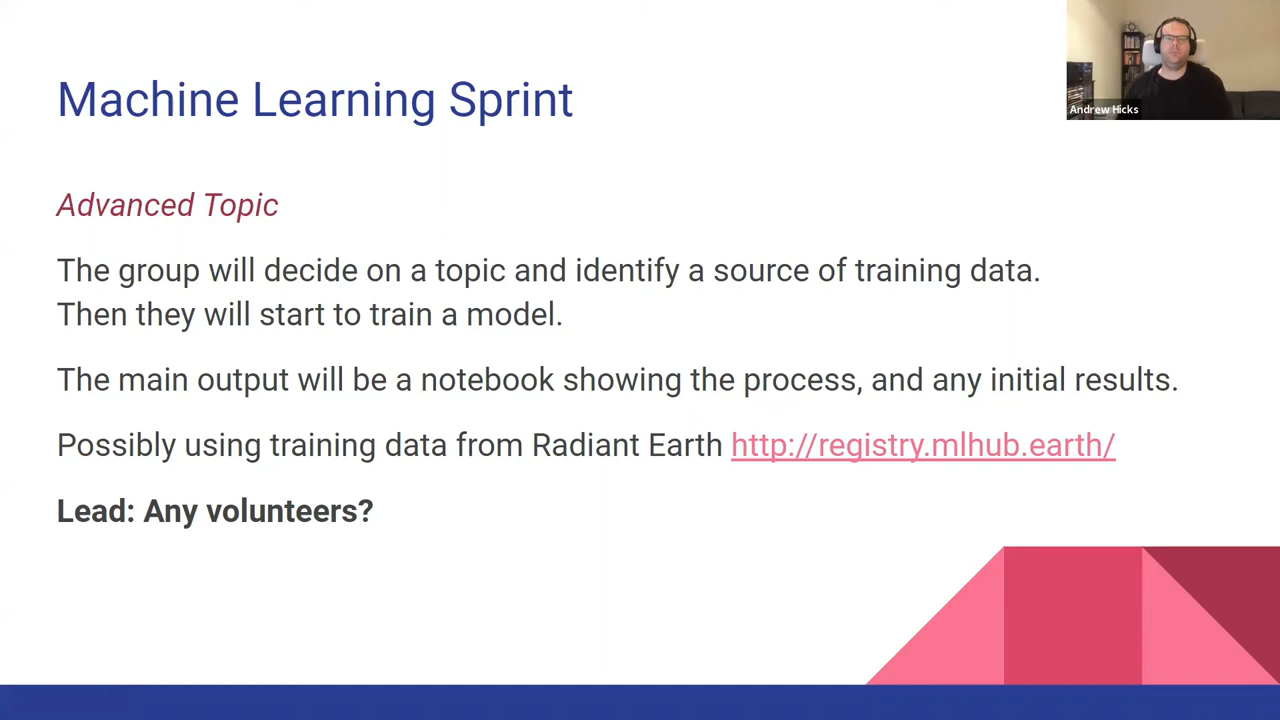 Machine Learning Sprint
Andrew Hicks
Advanced Topic
The group will decide on a topic and identify a source of training data.
Then they will start to train a model.
The main output will be a notebook showing the process, and any initial results.
Possibly using training data from Radiant Earth http://registry.mlhub.earth/
Lead: Any volunteers?